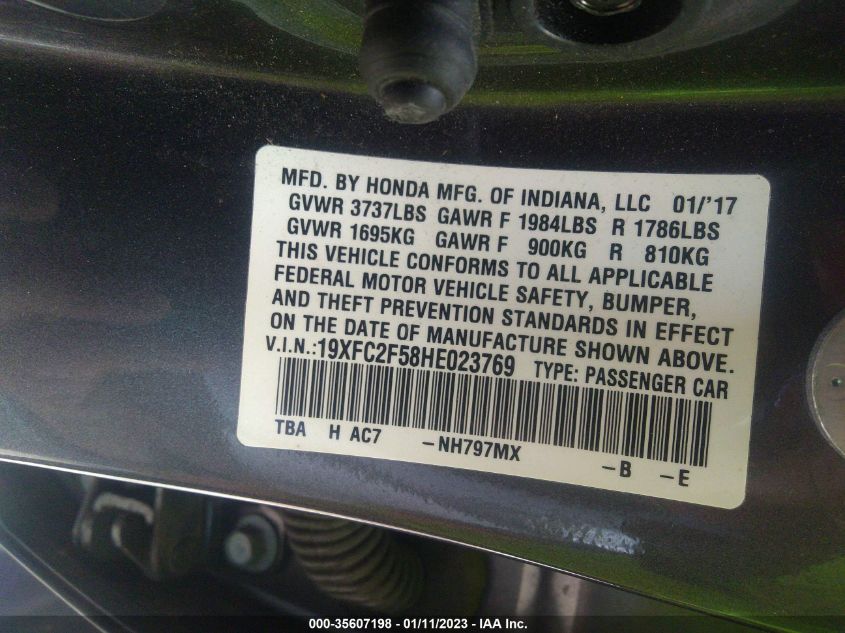 MFD. BY HONDA MFG. OF INDIANA, LLC 01/'17
GVWR 3737LBS GAWR F 1984LBS R 1786LBS
GVWR 1695KG GAWR F 900KG R 810KG
THIS VEHICLE CONFORMS TO ALL APPLICABLE
FEDERAL MOTOR VEHICLE SAFETY, BUMPER,
AND THEFT PREVENTION STANDARDS IN EFFECT
ON THE DATE OF MANUFACTURE SHOWN ABOVE.
V.I.N.:19XFC2F58HE023769 TYPE: PASSENGER CAR
TBA H AC7 -NH797MX -B -E
000-35607198 - 01/11/2023 - IAA Inc.